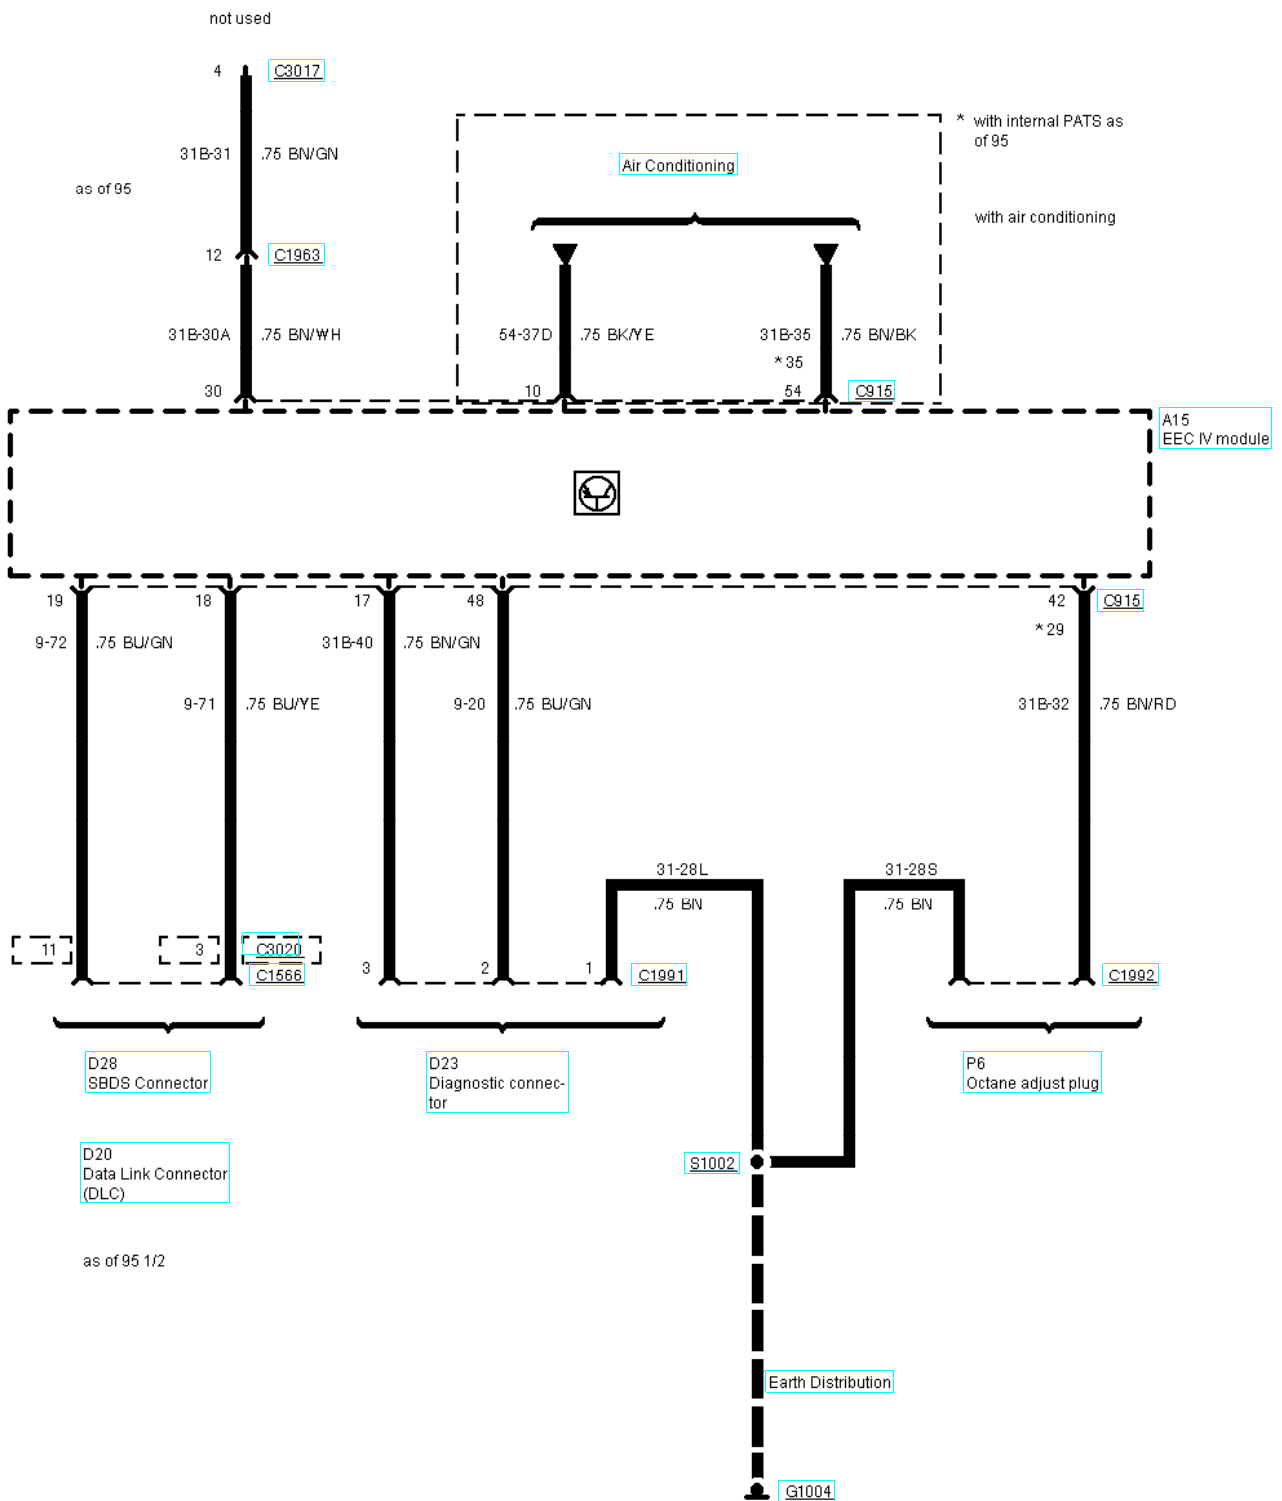 not used
4
C3017
* with internal PATS as
of 95
31B-31
.75 BN/GN
Air Conditioning
as of 95
with air conditioning
12
C1963
31B-30A
.75 BN/WH
54-37D
.75 BK/YE
31B-35
.75 BN/BK
*35
30
10
54
C915
A15
EEC IV module
19
18
17
48
42
C915
*29
9-72
.75 BU/GN
31B-40
.75 BN/GN
9-71
.75 BU/YE
9-20
.75 BU/GN
31B-32
.75 BN/RD
31-28L
31-28S
.75 BN
.75 BN
11
3
C3020
C1566
3
2
1
C1991
C1992
D28
SBDS Connector
D23
Diagnostic connec-
tor
P6
Octane adjust plug
D20
Data Link Connector
(DLC)
S1002
as of 95 1/2
Earth Distribution
G1004